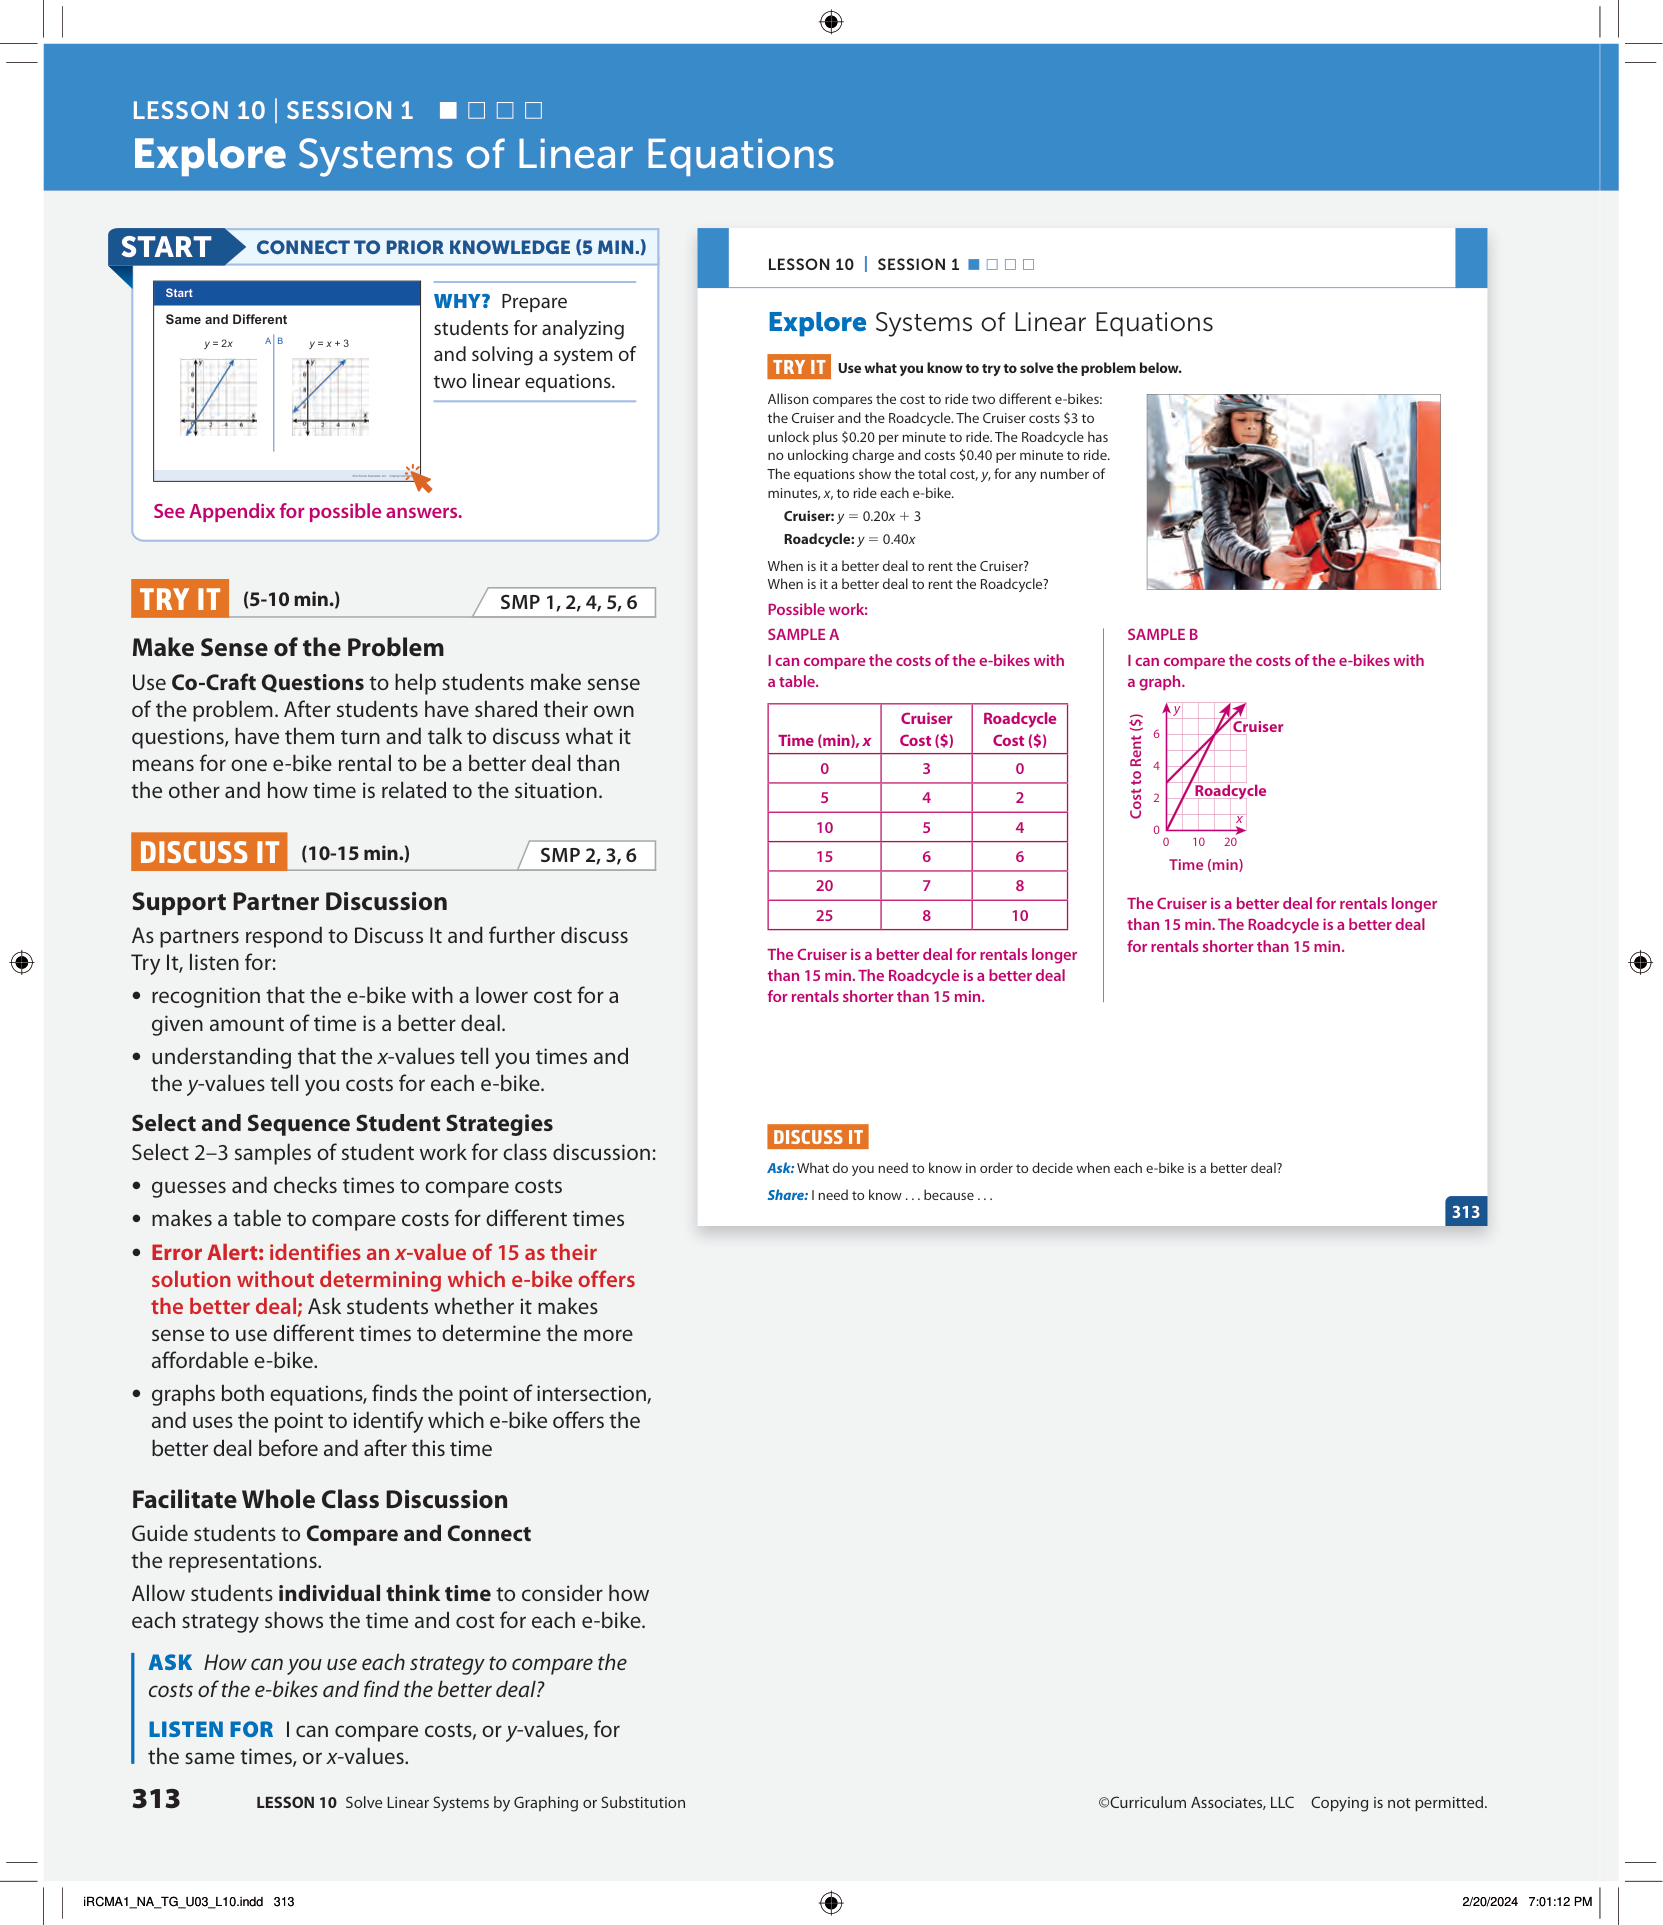 LESSON 10 | SESSION 1
Explore Systems of Linear Equations
START CONNECT TO PRIOR KNOWLEDGE (5 MIN.)
Start
Same and Different
y = 2x A B y = x + 3
WHY? Prepare
students for analyzing
and solving a system of
two linear equations.
See Appendix for possible answers.
TRY IT (5-10 min.) SMP 1, 2, 4, 5, 6
Make Sense of the Problem
Use Co-Craft Questions to help students make sense
of the problem. After students have shared their own
questions, have them turn and talk to discuss what it
means for one e-bike rental to be a better deal than
the other and how time is related to the situation.
DISCUSS IT (10-15 min.) SMP 2, 3, 6
Support Partner Discussion
As partners respond to Discuss It and further discuss
Try It, listen for:
• recognition that the e-bike with a lower cost for a
given amount of time is a better deal.
• understanding that the x-values tell you times and
the y-values tell you costs for each e-bike.
Select and Sequence Student Strategies
Select 2–3 samples of student work for class discussion:
• guesses and checks times to compare costs
• makes a table to compare costs for different times
• Error Alert: identifies an x-value of 15 as their
solution without determining which e-bike offers
the better deal; Ask students whether it makes
sense to use different times to determine the more
affordable e-bike.
• graphs both equations, finds the point of intersection,
and uses the point to identify which e-bike offers the
better deal before and after this time
Facilitate Whole Class Discussion
Guide students to Compare and Connect
the representations.
Allow students individual think time to consider how
each strategy shows the time and cost for each e-bike.
ASK How can you use each strategy to compare the
costs of the e-bikes and find the better deal?
LISTEN FOR I can compare costs, or y-values, for
the same times, or x-values.
LESSON 10 | SESSION 1
Explore Systems of Linear Equations
TRY IT Use what you know to try to solve the problem below.
Allison compares the cost to ride two different e-bikes:
the Cruiser and the Roadcycle. The Cruiser costs $3 to
unlock plus $0.20 per minute to ride. The Roadcycle has
no unlocking charge and costs $0.40 per minute to ride.
The equations show the total cost, y, for any number of
minutes, x, to ride each e-bike.
Cruiser: y = 0.20x + 3
Roadcycle: y = 0.40x
When is it a better deal to rent the Cruiser?
When is it a better deal to rent the Roadcycle?
Possible work:
SAMPLE A
I can compare the costs of the e-bikes with
a table.
Cruiser Roadcycle
Time (min), x Cost ($) Cost ($)
0 3 0
5 4 2
10 5 4
15 6 6
20 7 8
25 8 10
The Cruiser is a better deal for rentals longer
than 15 min. The Roadcycle is a better deal
for rentals shorter than 15 min.
SAMPLE B
I can compare the costs of the e-bikes with
a graph.
y
Cruiser
Cost to Rent ($)
6
4
2
0
Roadcycle
x
0 10 20
Time (min)
The Cruiser is a better deal for rentals longer
than 15 min. The Roadcycle is a better deal
for rentals shorter than 15 min.
DISCUSS IT
Ask: What do you need to know in order to decide when each e-bike is a better deal?
Share: I need to know . . . because . . .
313
313 LESSON 10 Solve Linear Systems by Graphing or Substitution
©Curriculum Associates, LLC Copying is not permitted.
iRCMA1_NA_TG_U03_L10.indd 313
2/20/2024 7:01:12 PM